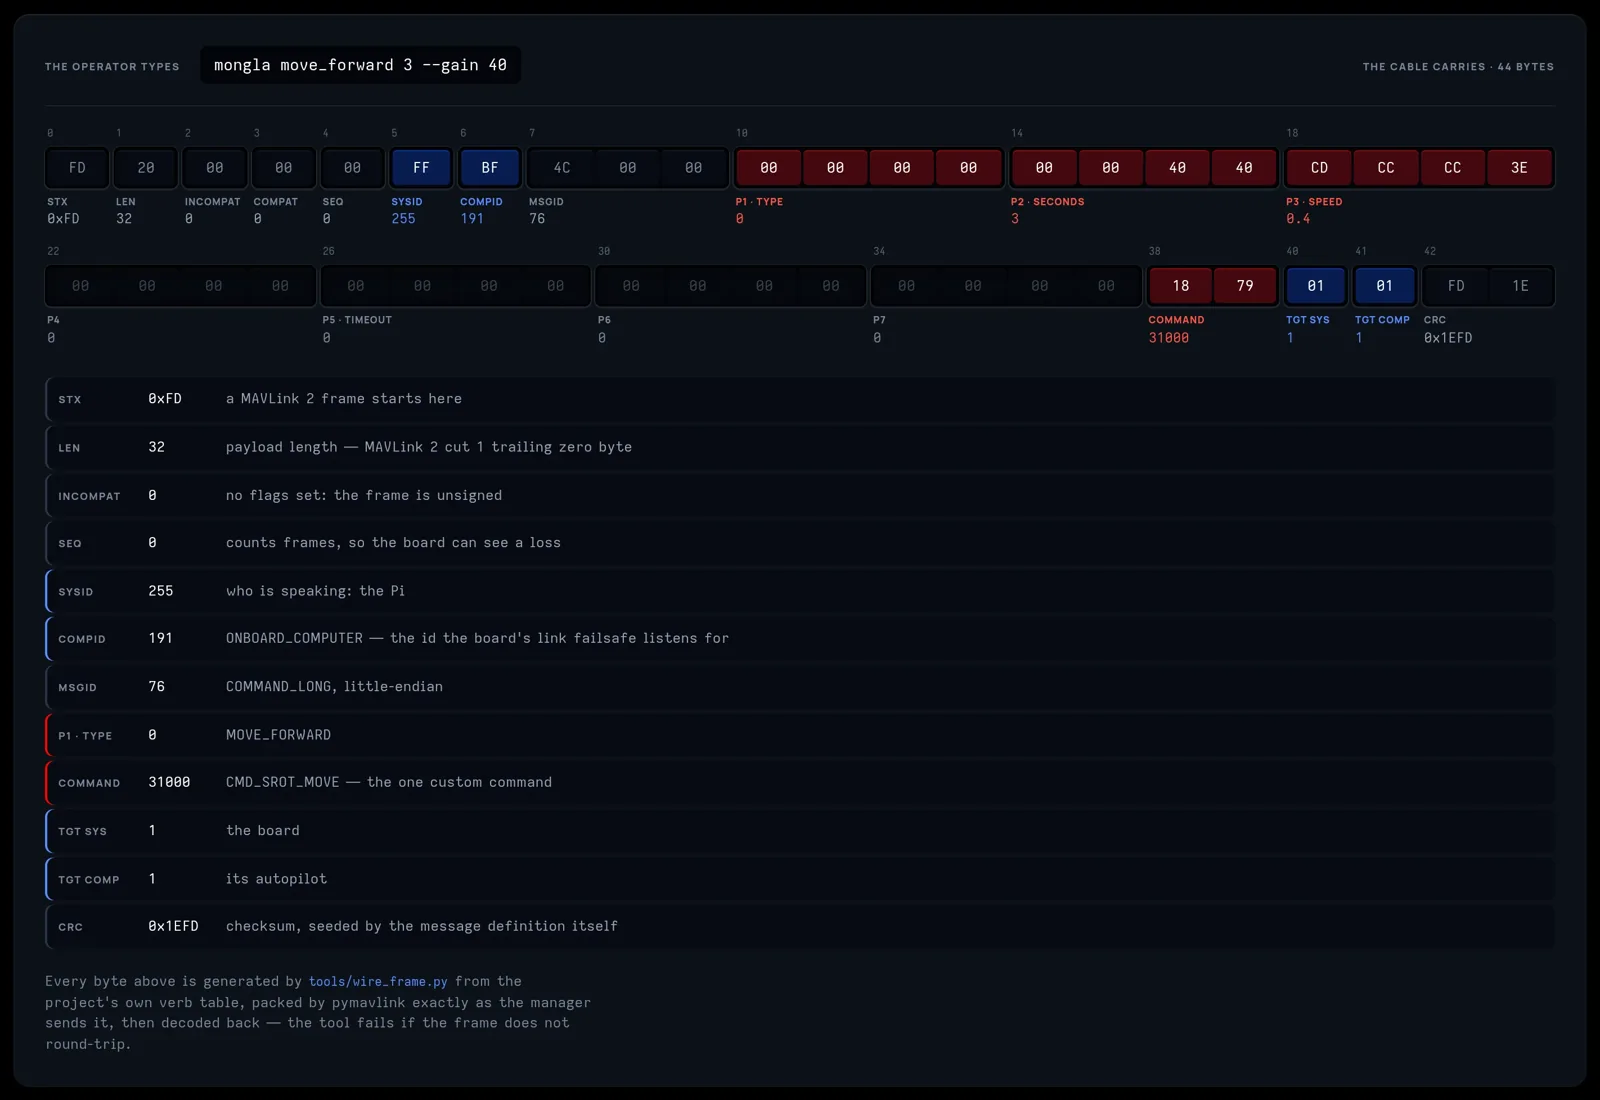 THE OPERATOR TYPES mongla move_forward 3 --gain 40 THE CABLE CARRIES · 44 BYTES
0 1 2 3 4 5 6 7 10 14 18
FD 20 00 00 00 FF BF 4C 00 00 00 00 00 00 00 00 40 40 CD CC CC 3E
STX LEN INCOMPAT COMPAT SEQ SYSID COMPID MSGID P1 · TYPE P2 · SECONDS P3 · SPEED
0xFD 32 0 0 0 255 191 76 0 3 0.4
22 26 30 34 38 40 41 42
00 00 00 00 00 00 00 00 00 00 00 00 00 00 00 00 18 79 01 01 FD 1E
P4 P5 · TIMEOUT P6 P7 COMMAND TGT SYS TGT COMP CRC
0 0 0 0 31000 1 1 0x1EFD
STX 0xFD a MAVLink 2 frame starts here
LEN 32 payload length — MAVLink 2 cut 1 trailing zero byte
INCOMPAT 0 no flags set: the frame is unsigned
SEQ 0 counts frames, so the board can see a loss
SYSID 255 who is speaking: the Pi
COMPID 191 ONBOARD_COMPUTER — the id the board's link failsafe listens for
MSGID 76 COMMAND_LONG, little-endian
P1 · TYPE 0 MOVE_FORWARD
COMMAND 31000 CMD_SROT_MOVE — the one custom command
TGT SYS 1 the board
TGT COMP 1 its autopilot
CRC 0x1EFD checksum, seeded by the message definition itself
Every byte above is generated by tools/wire_frame.py from the
project's own verb table, packed by pymavlink exactly as the manager
sends it, then decoded back — the tool fails if the frame does not
round-trip.